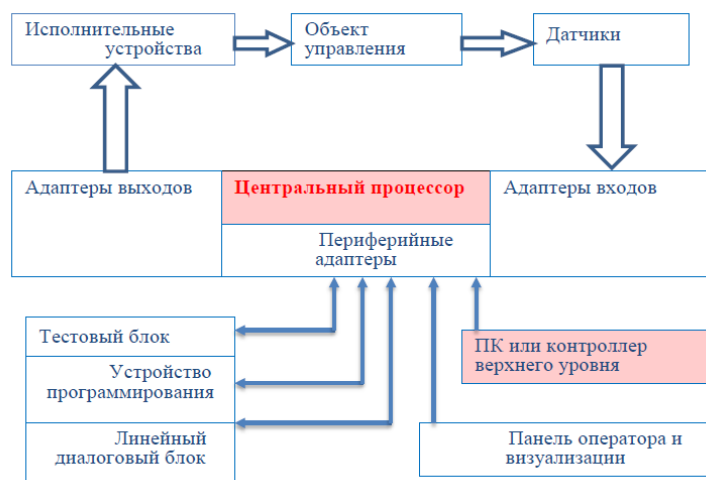 Исполнительные
устройства
Объект
управления
Датчики
Адаптеры выходов
Центральный процессор
Адаптеры входов
Периферийные
адаптеры
Тестовый блок
Устройство
программирования
Линейный
диалоговый блок
ПК или контроллер
верхнего уровня
Панель оператора и
визуализации